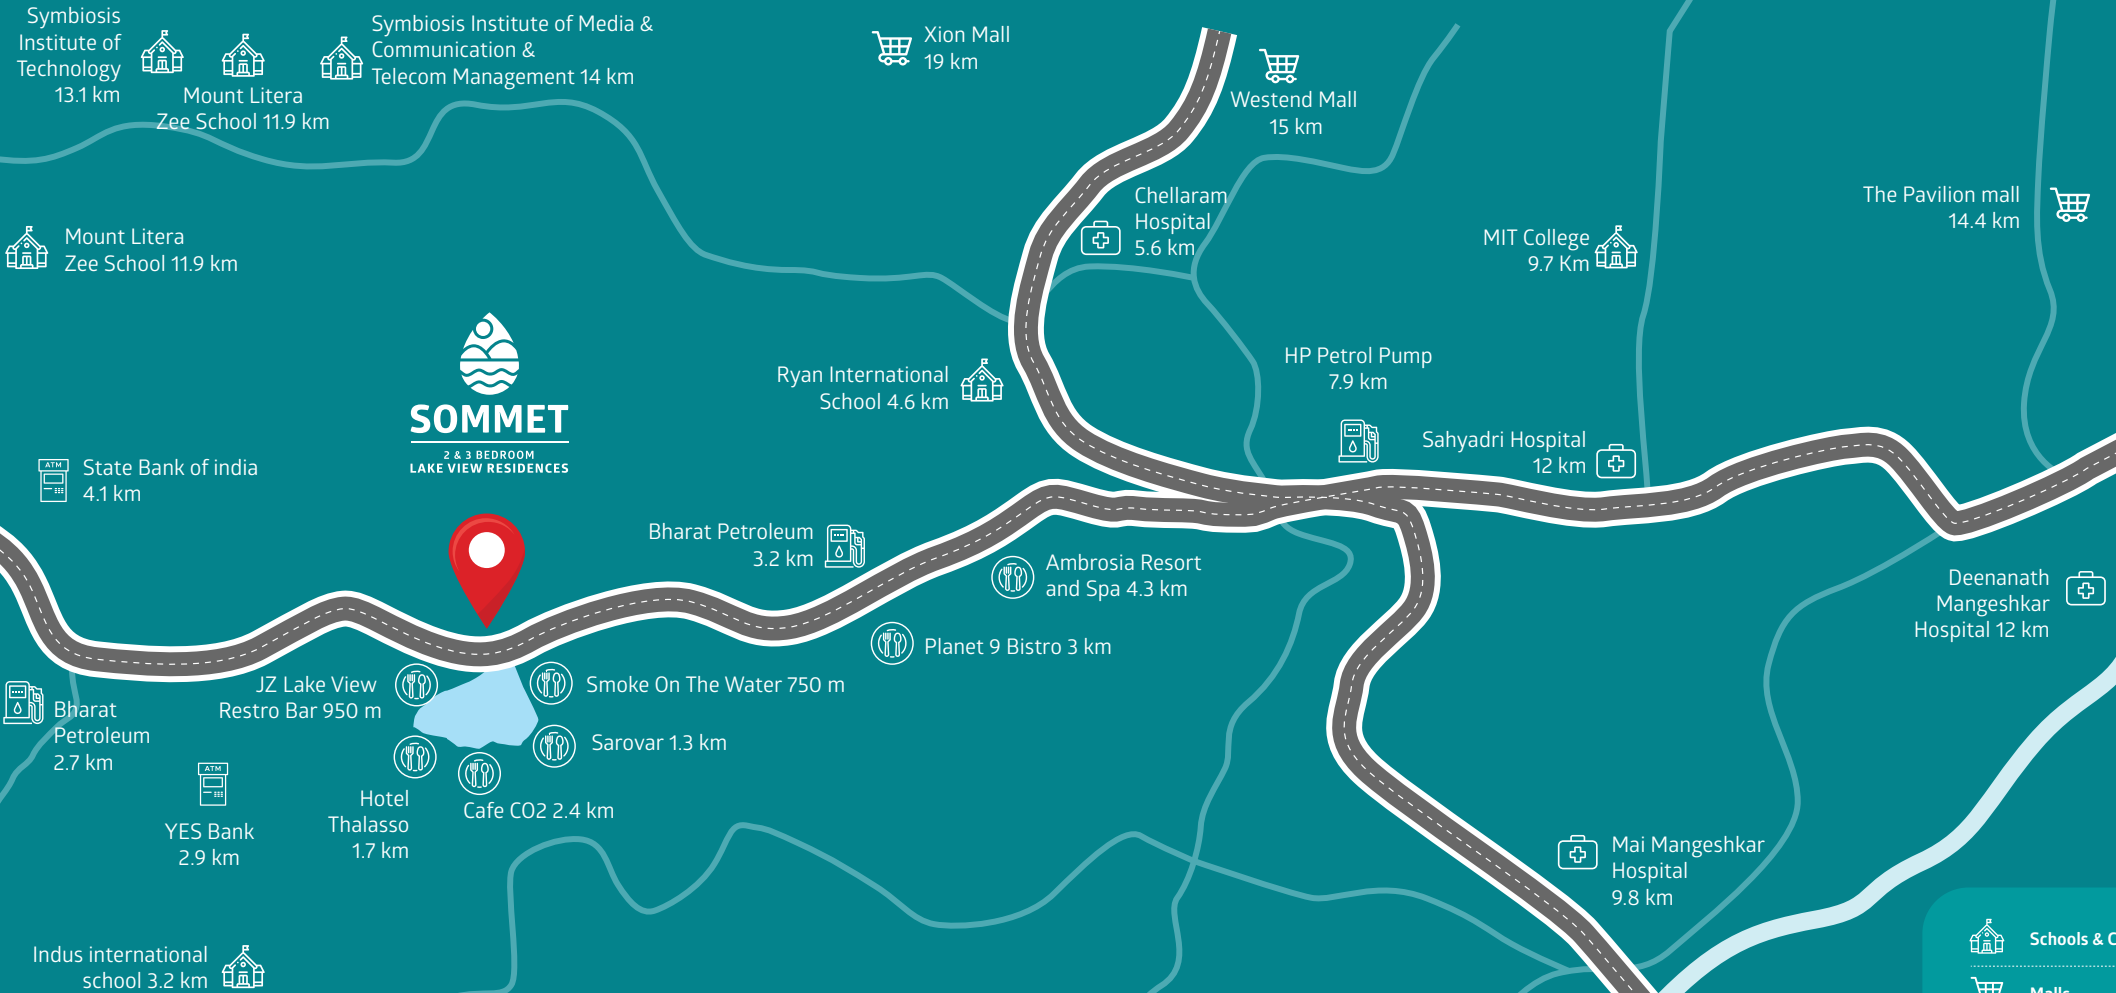 Symbiosis
Institute of
Technology
13.1 km
Mount Litera
Zee School 11.9 km
Symbiosis Institute of Media &
Communication &
Telecom Management 14 km
Xion Mall
19 km
Westend Mall
15 km
Chellaram
Hospital
5.6 km
MIT College
9.7 Km
The Pavilion mall
14.4 km
Mount Litera
Zee School 11.9 km
SOMMET
2 & 3 BEDROOM
LAKE VIEW RESIDENCES
Ryan International
School 4.6 km
HP Petrol Pump
7.9 km
Sahyadri Hospital
12 km
ATM
State Bank of india
4.1 km
Bharat Petroleum
3.2 km
Ambrosia Resort
and Spa 4.3 km
Deenanath
Mangeshkar
Hospital 12 km
Planet 9 Bistro 3 km
JZ Lake View
Restro Bar 950 m
Smoke On The Water 750 m
Bharat
Petroleum
2.7 km
Sarovar 1.3 km
ATM
YES Bank
2.9 km
Hotel
Thalasso
1.7 km
Cafe CO2 2.4 km
Mai Mangeshkar
Hospital
9.8 km
Indus international
school 3.2 km
Schools & C
Malls